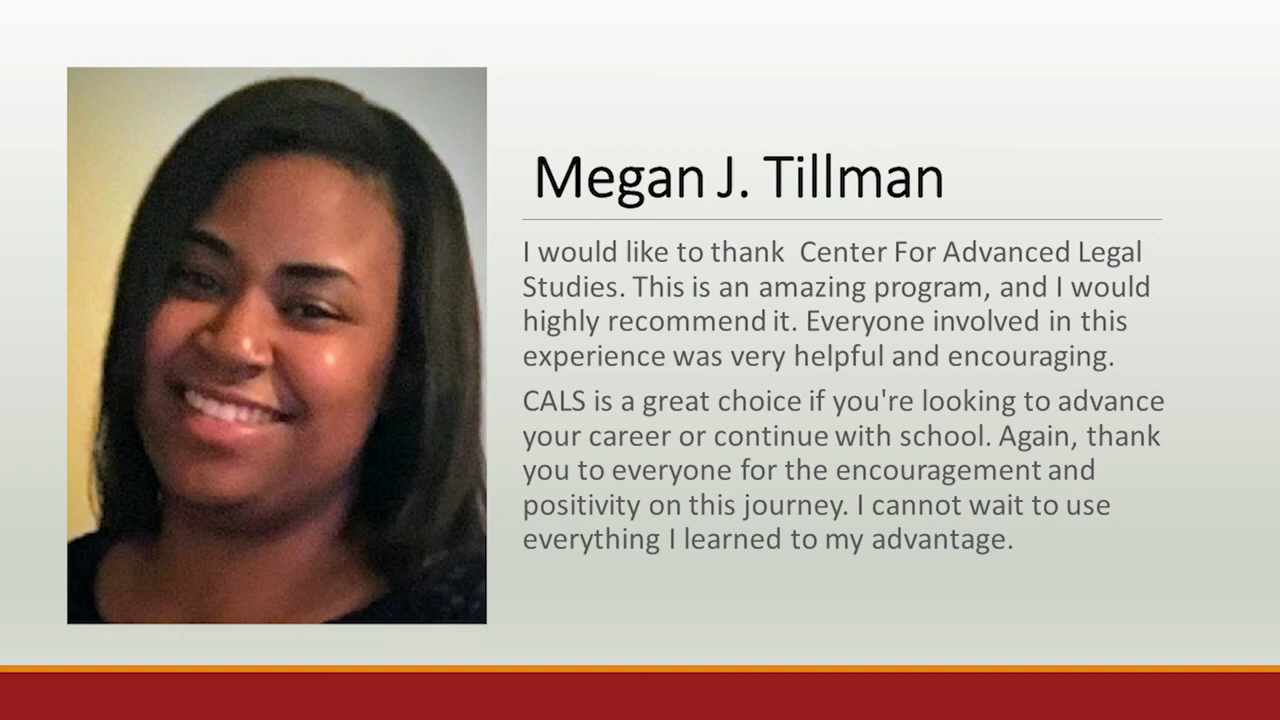 Megan J. Tillman
I would like to thank  Center For Advanced Legal
Studies. This is an amazing program, and I would
highly recommend it. Everyone involved in this
experience was very helpful and encouraging.
CALS is a great choice if you're looking to advance
your career or continue with school. Again, thank
you to everyone for the encouragement and
positivity on this journey. I cannot wait to use
everything I learned to my advantage.